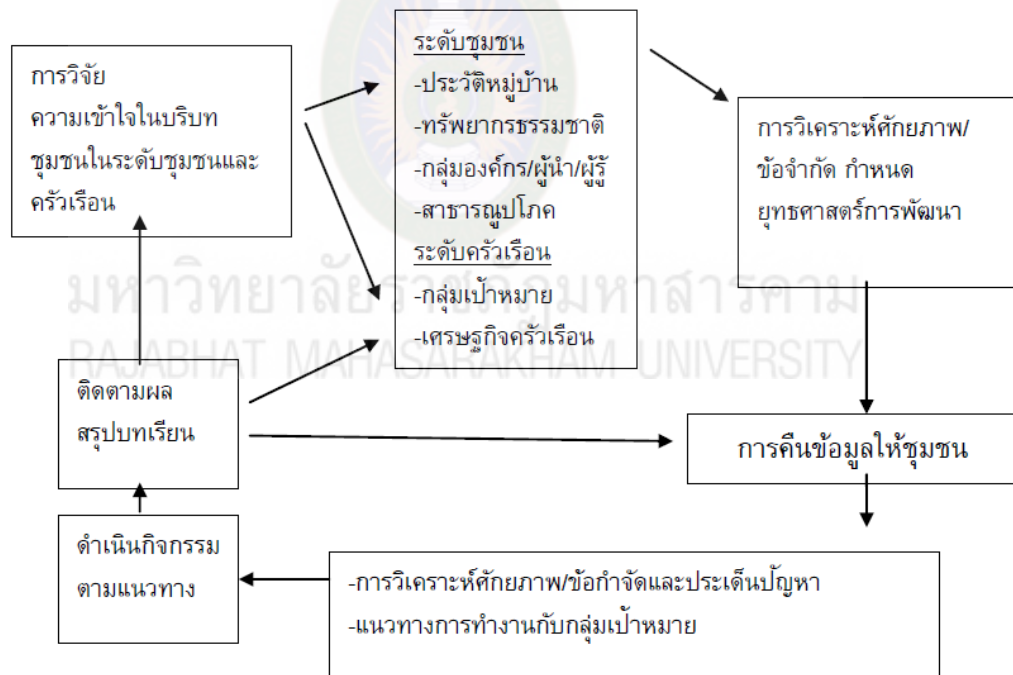 การวิจัย
ความเข้าใจในบริบท
ชุมชนในระดับชุมชนและ
ครัวเรือน
ระดับชุมชน
-ประวัติหมู่บ้าน
-ทรัพยากรธรรมชาติ
-กลุ่มองค์กร/ผู้นำ/ผู้รู้
-สาธารณูปโภค
ระดับครัวเรือน
-กลุ่มเป้าหมาย
-เศรษฐกิจครัวเรือน
การวิเคราะห์ศักยภาพ/
ข้อจำกัด กำหนด
ยุทธศาสตร์การพัฒนา
มหาวิทยาลัยราชภัฏมหาสารคาม
RAJABHAT MAHASARAKHAM UNIVERSITY
ติดตามผล
สรุปบทเรียน
การคืนข้อมูลให้ชุมชน
ดำเนินกิจกรรม
ตามแนวทาง
-การวิเคราะห์ศักยภาพ/ข้อกำจัดและประเด็นปัญหา
-แนวทางการทำงานกับกลุ่มเป้าหมาย